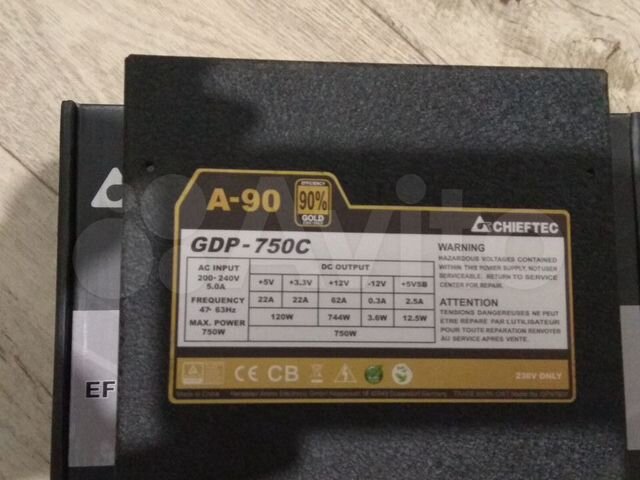 A-90
EFFICIENCY
90%
GOLD
CHIEFTEC
GDP-750C
AC INPUT
200-240V
5.0A
DC OUTPUT
+5V +3.3V +12V -12V +5VSB
FREQUENCY
47- 63Hz
22A 22A 62A 0.3A 2.5A
MAX. POWER
750W
120W 744W 3.6W 12.5W
750W
WARNING
HAZARDOUS VOLTAGES CONTAINED
WITHIN THIS POWER SUPPLY, NOT USER
SERVICEABLE. RETURN TO SERVICE
CENTER FOR REPAIR.
ATTENTION
TENSIONS DANGEREUSES NE PEUT
ETRE RÉPARE PAR L'UTILISATEUR
POUR TOUTE REPARATION RENVOYER
AU SERVICE APRÉS VENTE.
CE CB
230V ONLY
Made in China
EF
Avito